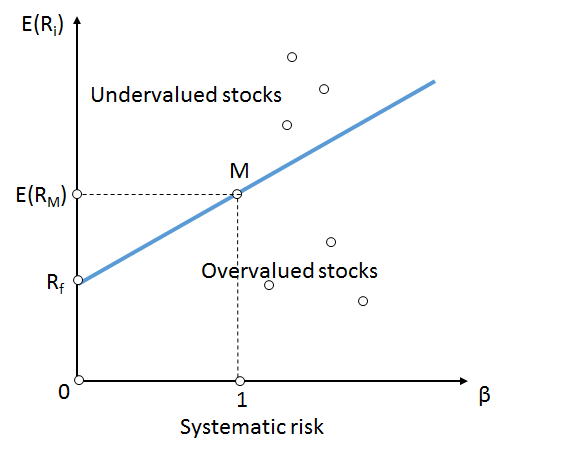 E(Ri)
Undervalued stocks
M
E(RM)
Overvalued stocks
Rf
0
1
β
Systematic risk